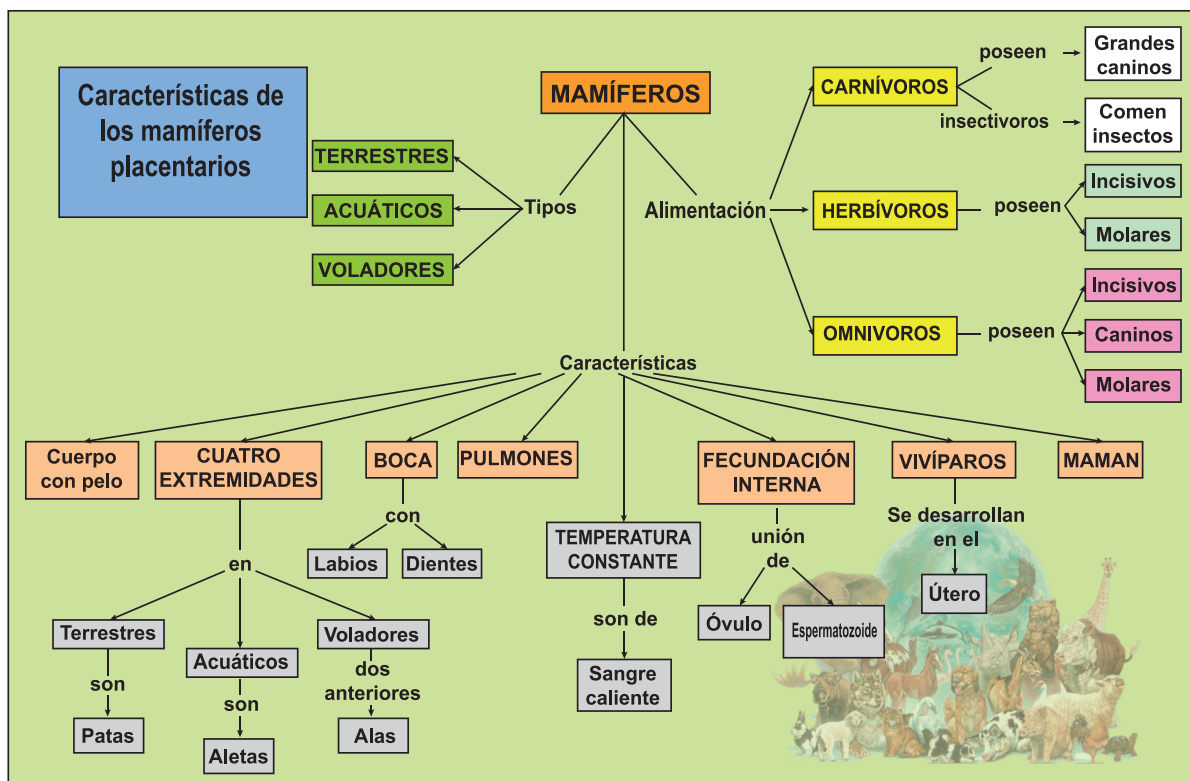 Características de
los mamíferos
placentarios
MAMÍFEROS
Tipos
TERRESTRES
ACUÁTICOS
VOLADORES
Alimentación
CARNÍVOROS
poseen
Grandes
caninos
insectivoros
Comen
insectos
HERBÍVOROS
poseen
Incisivos
Molares
OMNIVOROS
poseen
Incisivos
Caninos
Molares
Características
Cuerpo
con pelo
CUATRO
EXTREMIDADES
en
Terrestres
son
Patas
Acuáticos
son
Aletas
Voladores
dos
anteriores
Alas
BOCA
con
Labios
Dientes
PULMONES
TEMPERATURA
CONSTANTE
son de
Sangre
caliente
FECUNDACIÓN
INTERNA
unión
de
Óvulo
Espermatozoide
VIVÍPAROS
Se desarrollan
en el
Útero
MAMAN